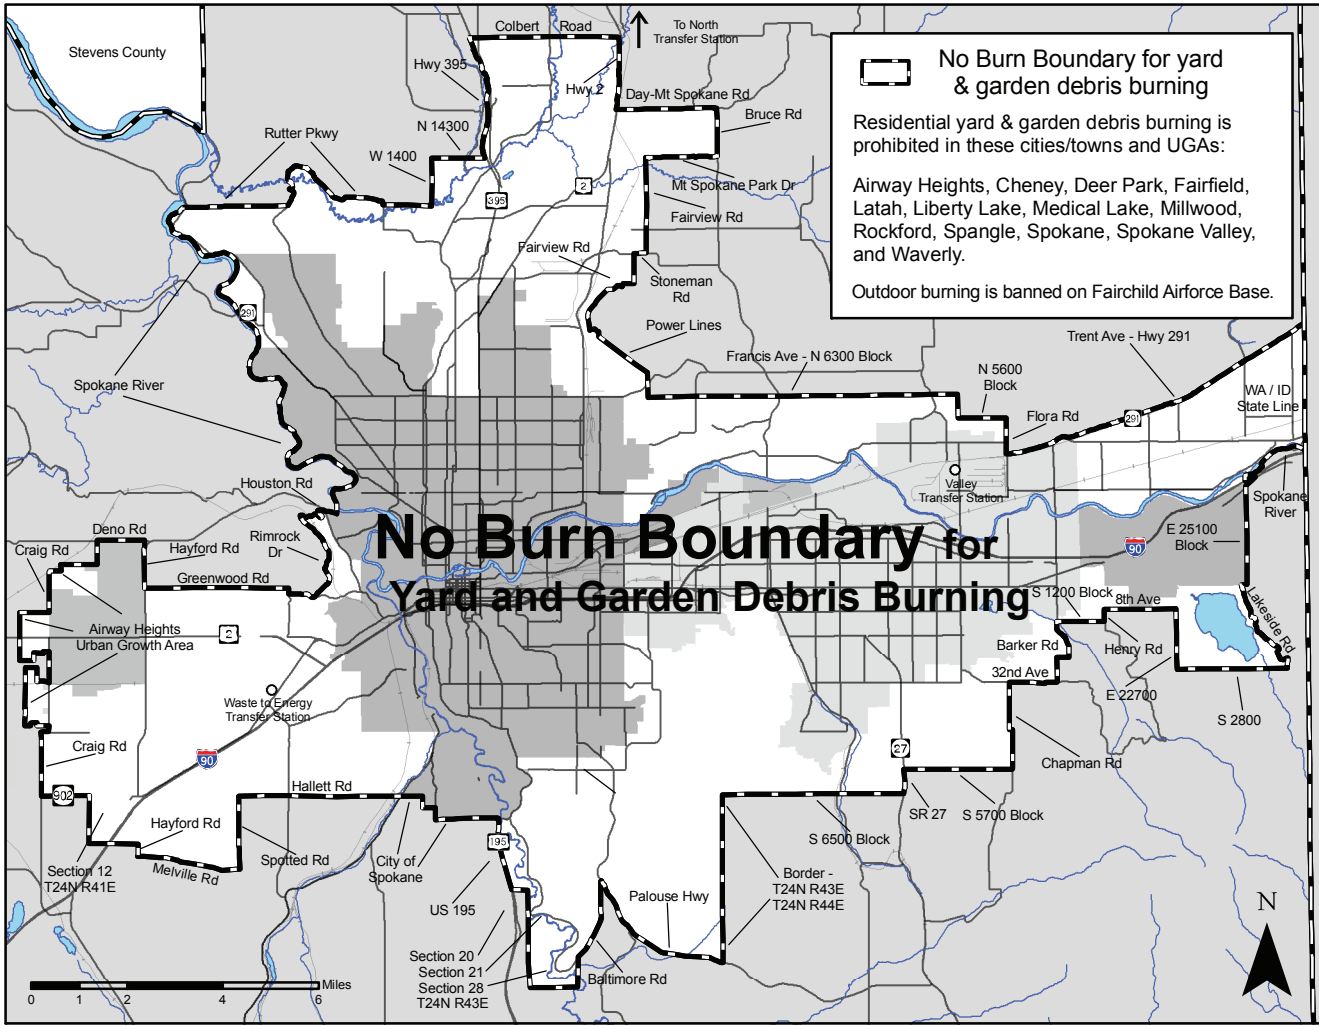 Stevens County
Colbert Road
To North
Transfer Station
Hwy 395
Hwy 2
Day-Mt Spokane Rd
Bruce Rd
N 14300
W 1400
Rutter Pkwy
395
2
Mt Spokane Park Dr
Fairview Rd
Fairview Rd
Stoneman
Rd
Power Lines
291
Spokane River
No Burn Boundary for yard
& garden debris burning
Residential yard & garden debris burning is
prohibited in these cities/towns and UGAs:
Airway Heights, Cheney, Deer Park, Fairfield,
Latah, Liberty Lake, Medical Lake, Millwood,
Rockford, Spangle, Spokane, Spokane Valley,
and Waverly.
Outdoor burning is banned on Fairchild Airforce Base.
Trent Ave - Hwy 291
Francis Ave - N 6300 Block
N 5600
Block
WA / ID
State Line
Flora Rd
291
Houston Rd
Valley
Transfer Station
Spokane
River
Deno Rd
Craig Rd
Hayford Rd
Rimrock
Dr
Greenwood Rd
No Burn Boundary for
Yard and Garden Debris Burning
90
E 25100
Block
S 1200 Block
8th Ave
Lakeside Rd
Airway Heights
Urban Growth Area
2
Barker Rd
Henry Rd
32nd Ave
E 22700
S 2800
Waste to Energy
Transfer Station
Craig Rd
90
27
Chapman Rd
902
Hallett Rd
Hayford Rd
SR 27
S 5700 Block
S 6500 Block
195
Section 12
T24N R41E
Melville Rd
Spotted Rd
City of
Spokane
US 195
Palouse Hwy
Border -
T24N R43E
T24N R44E
N
Section 20
Section 21
Section 28
T24N R43E
Baltimore Rd
Miles
0 1 2 4 6